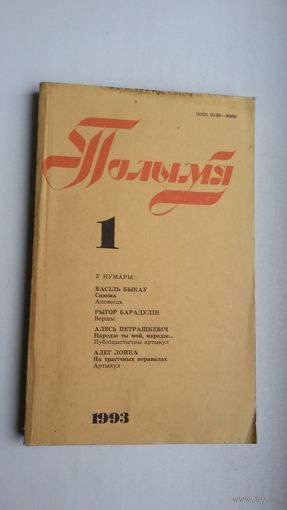 ISSN 0130—8068
Полымя
1
У НУМАРЫ:
ВАСІЛЬ БЫКАЎ
Сцюжа
Аповесць
РЫГОР БАРАДУЛІН
Вершы
АЛЕСЬ ПЕТРАШКЕВІЧ
Народзе ты мой, народзе...
Публіцыстычны артыкул
АЛЕГ ЛОЙКА
На трагічных перавалах
Артыкул
1993